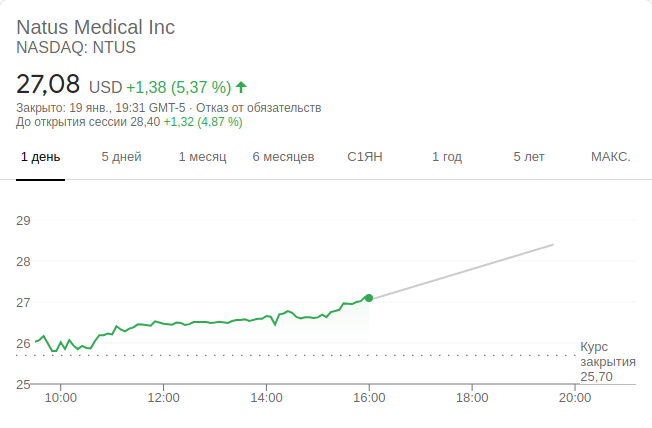 Natus Medical Inc
NASDAQ: NTUS
27,08 USD +1,38 (5,37 %)
Закрыто: 19 янв., 19:31 GMT-5 · Отказ от обязательств
До открытия сессии 28,40 +1,32 (4,87 %)
1 день 5 дней 1 месяц 6 месяцев С1ЯН 1 год 5 лет МАКС.
29
28
27
26
25
Курс
закрытия
25,70
10:00 12:00 14:00 16:00 18:00 20:00